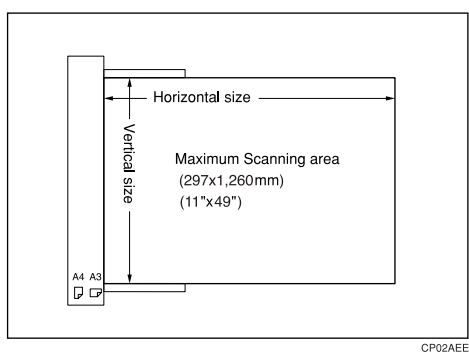 Horizontal size
Vertical size
Maximum Scanning area
(297x1,260mm)
(11"x49")
A4 A3
CP02AEE